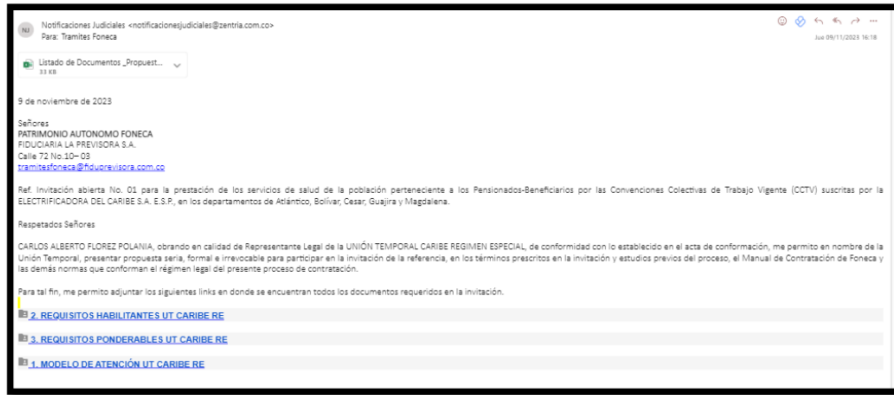 NJ
Notificaciones Judiciales <notificacionesjudiciales@zentria.com.co>
Para: Tramites Foneca
Jue 09/11/2023 16:18
Listado de Documentos _Propuest...
33 KB
9 de noviembre de 2023
Señores
PATRIMONIO AUTONOMO FONECA
FIDUCIARIA LA PREVISORA S.A.
Calle 72 No.10– 03
tramitesfoneca@fiduprevisora.com.co
Ref. Invitación abierta No. 01 para la prestación de los servicios de salud de la población perteneciente a los Pensionados-Beneficiarios por las Convenciones Colectivas de Trabajo Vigente (CCTV) suscritas por la
ELECTRIFICADORA DEL CARIBE S.A. E.S.P., en los departamentos de Atlántico, Bolívar, Cesar, Guajira y Magdalena.
Respetados Señores
CARLOS ALBERTO FLOREZ POLANIA, obrando en calidad de Representante Legal de la UNIÓN TEMPORAL CARIBE REGIMEN ESPECIAL, de conformidad con lo establecido en el acta de conformación, me permito en nombre de la
Unión Temporal, presentar propuesta seria, formal e irrevocable para participar en la invitación de la referencia, en los términos prescritos en la invitación y estudios previos del proceso, el Manual de Contratación de Foneca y
las demás normas que conforman el régimen legal del presente proceso de contratación.
Para tal fin, me permito adjuntar los siguientes links en donde se encuentran todos los documentos requeridos en la invitación.
2. REQUISITOS HABILITANTES UT CARIBE RE
3. REQUISITOS PONDERABLES UT CARIBE RE
1. MODELO DE ATENCIÓN UT CARIBE RE